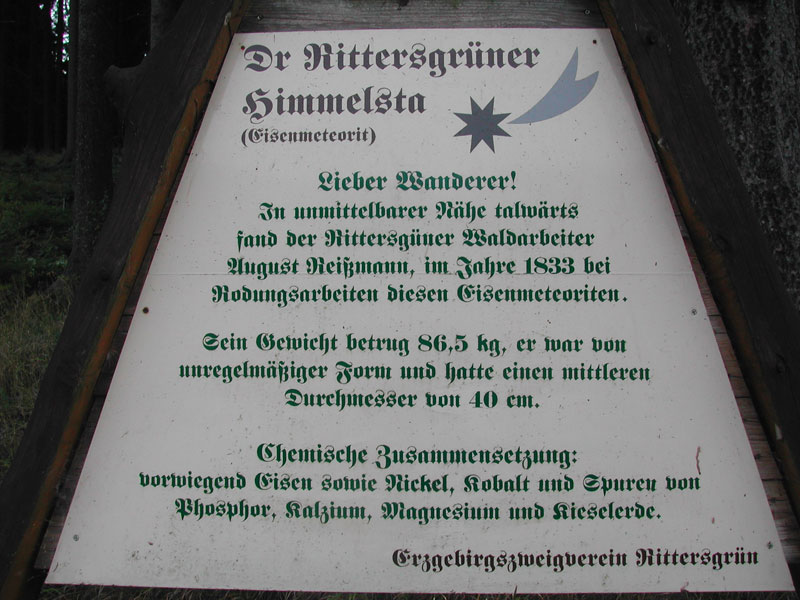 Dr Rittersgrüner
Himmelsta
(Eisenmeteorit)
Lieber Wanderer!
In unmittelbarer Nähe talwärts
fand der Rittersgüner Waldarbeiter
August Reißmann, im Jahre 1833 bei
Rodungsarbeiten diesen Eisenmeteoriten.
Sein Gewicht betrug 86,5 kg, er war von
unregelmäßiger Form und hatte einen mittleren
Durchmesser von 40 cm.
Chemische Zusammensetzung:
vorwiegend Eisen sowie Nickel, Kobalt und Spuren von
Phosphor, Kalzium, Magnesium und Kieselerde.
Erzgebirgszweigverein Rittersgrün